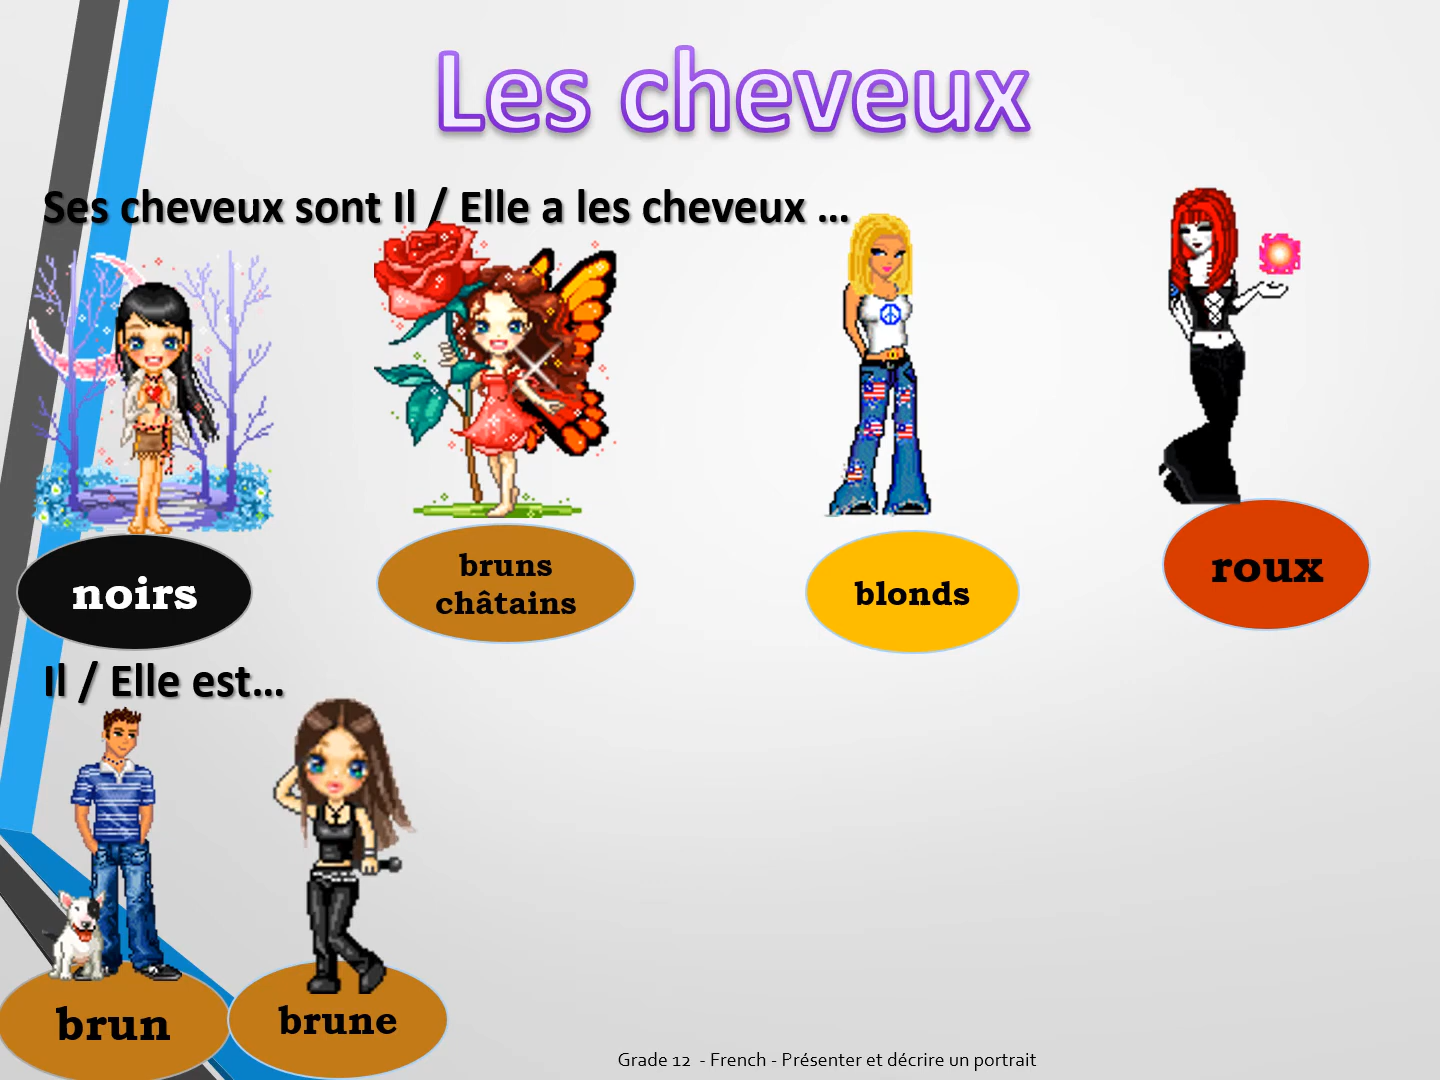 Les cheveux
Ses cheveux sont Il / Elle a les cheveux ...
noirs
bruns
châtains
blonds
roux
Il / Elle est...
brun
brune
Grade 12 - French - Présenter et décrire un portrait